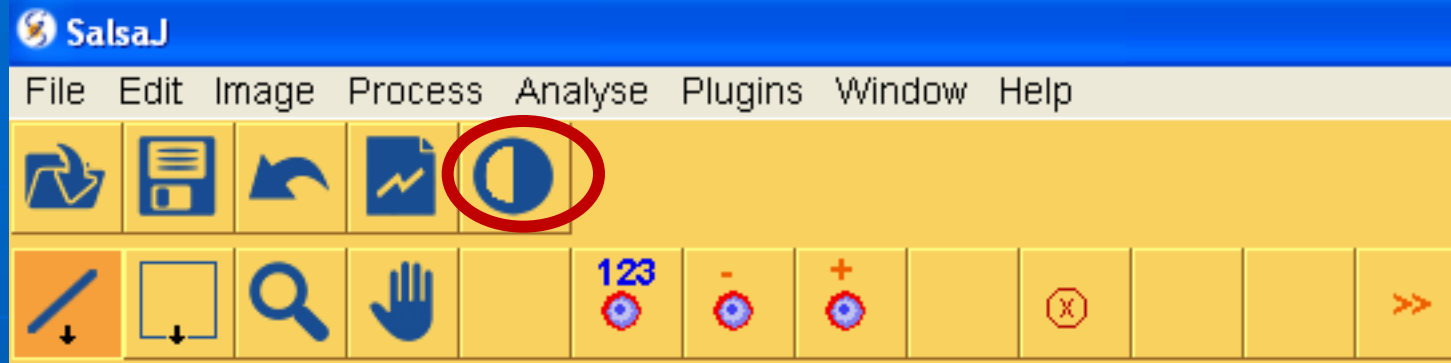 SalsaJ
File Edit Image Process Analyse Plugins Window Help
123
- +
X
>>